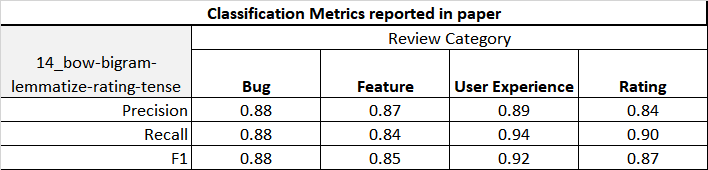 Classification Metrics reported in paper
14_bow-bigram-lemmatize-rating-tense
Review Category
Bug Feature User Experience Rating
Precision 0.88 0.87 0.89 0.84
Recall 0.88 0.84 0.94 0.90
F1 0.88 0.85 0.92 0.87